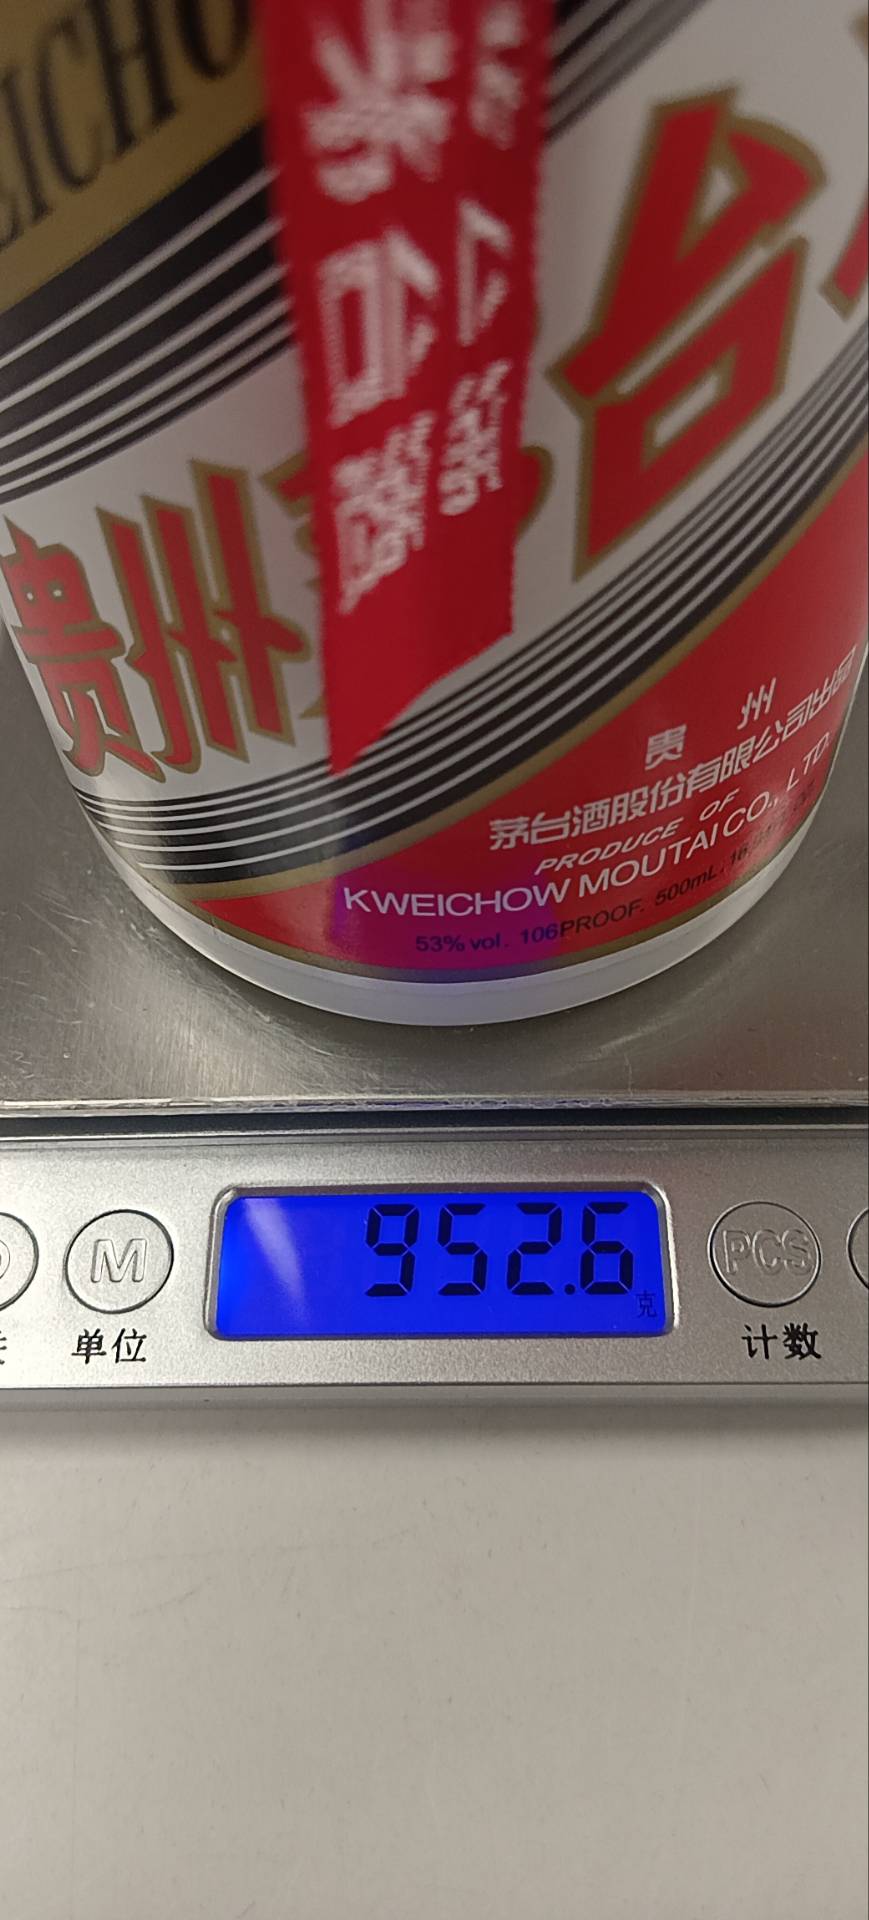 EICHO
台
贵州
贵 州
茅台酒股份有限公司出品
PRODUCE OF
KWEICHOW MOUTAI CO., LTD.
53% vol. 106PROOF. 500mL.
952.6
克
M
PCS
单位
计数